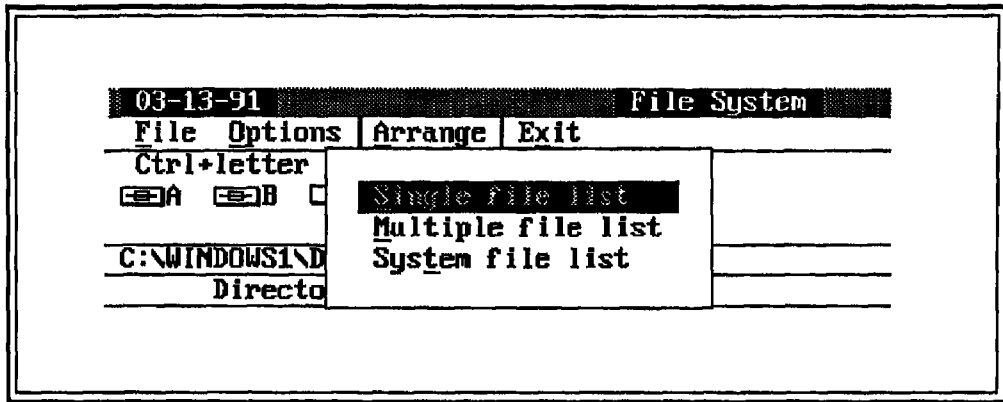 03-13-91 File System
File Options Arrange Exit
Ctrl+letter
A B
Single file list
Multiple file list
C:\WINDOWS1\D
System file list
Directo